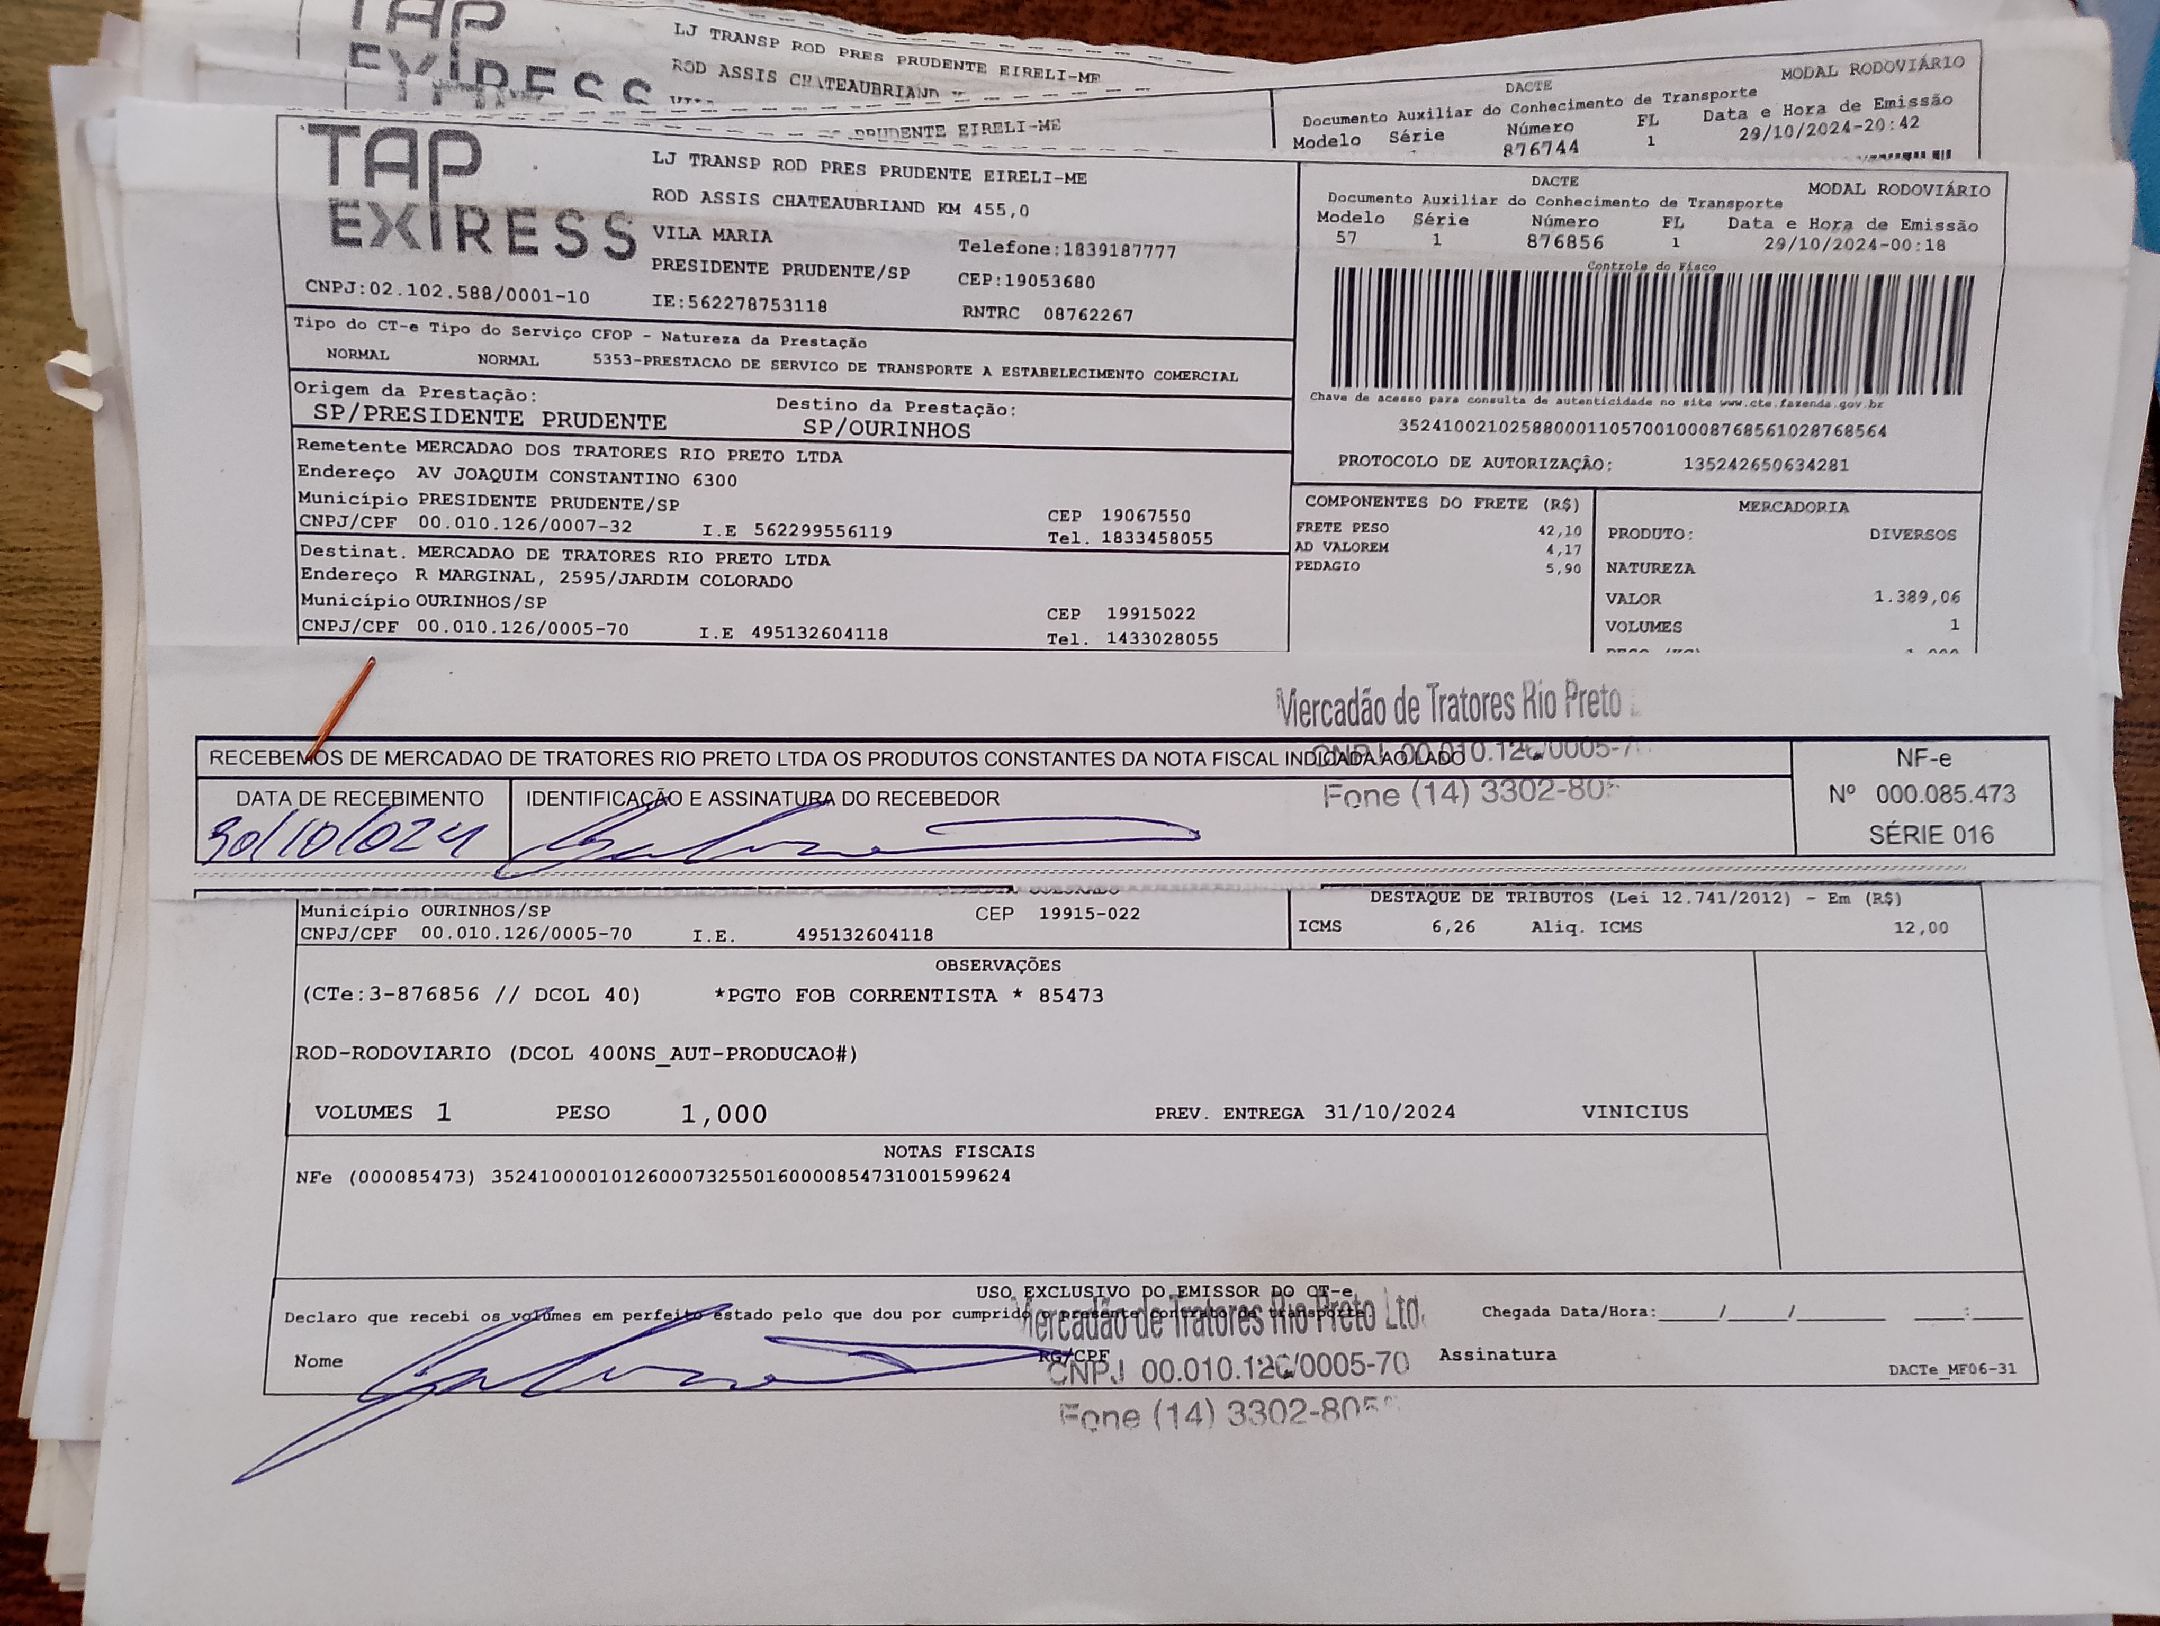 TAP
EXPRESS
LJ TRANSP ROD PRES PRUDENTE EIRELI-ME
ROD ASSIS CHATEAUBRIAND
PRUDENTE EIRELI-ME
DACTE
MODAL RODOVIÁRIO
Documento Auxiliar do Conhecimento de Transporte
Modelo Série Número FL Data e Hora de Emissão
876744 1 29/10/2024-20:42
TAP
EXPRESS
LJ TRANSP ROD PRES PRUDENTE EIRELI-ME
ROD ASSIS CHATEAUBRIAND KM 455,0
VILA MARIA Telefone:1839187777
PRESIDENTE PRUDENTE/SP CEP:19053680
CNPJ:02.102.588/0001-10 IE:562278753118 RNTRC 08762267
DACTE
MODAL RODOVIÁRIO
Documento Auxiliar do Conhecimento de Transporte
Modelo Série Número FL Data e Hora de Emissão
57 1 876856 1 29/10/2024-00:18
Controle do Fisco
Chave de acesso para consulta de autenticidade no site www.cte.fazenda.gov.br
35241002102588000110570010008768561028768564
PROTOCOLO DE AUTORIZAÇÃO: 135242650634281
Tipo do CT-e Tipo do Serviço CFOP - Natureza da Prestação
NORMAL NORMAL 5353-PRESTACAO DE SERVICO DE TRANSPORTE A ESTABELECIMENTO COMERCIAL
Origem da Prestação: Destino da Prestação:
SP/PRESIDENTE PRUDENTE SP/OURINHOS
Remetente MERCADAO DOS TRATORES RIO PRETO LTDA
Endereço AV JOAQUIM CONSTANTINO 6300
Município PRESIDENTE PRUDENTE/SP CEP 19067550
CNPJ/CPF 00.010.126/0007-32 I.E 562299556119 Tel. 1833458055
Destinat. MERCADAO DE TRATORES RIO PRETO LTDA
Endereço R MARGINAL, 2595/JARDIM COLORADO
Município OURINHOS/SP CEP 19915022
CNPJ/CPF 00.010.126/0005-70 I.E 495132604118 Tel. 1433028055
COMPONENTES DO FRETE (R$)
FRETE PESO 42,10
AD VALOREM 4,17
PEDAGIO 5,90
MERCADORIA
PRODUTO: DIVERSOS
NATUREZA
VALOR 1.389,06
VOLUMES 1
Mercadão de Tratores Rio Preto
CNPJ 00.010.126/0005-7
Fone (14) 3302-80
RECEBEMOS DE MERCADAO DE TRATORES RIO PRETO LTDA OS PRODUTOS CONSTANTES DA NOTA FISCAL INDICADA AO LADO
DATA DE RECEBIMENTO IDENTIFICAÇÃO E ASSINATURA DO RECEBEDOR
30/10/024
NF-e
Nº 000.085.473
SÉRIE 016
Município OURINHOS/SP CEP 19915-022
CNPJ/CPF 00.010.126/0005-70 I.E. 495132604118
DESTAQUE DE TRIBUTOS (Lei 12.741/2012) - Em (R$)
ICMS 6,26 Aliq. ICMS 12,00
OBSERVAÇÕES
(CTe:3-876856 // DCOL 40) *PGTO FOB CORRENTISTA * 85473
ROD-RODOVIARIO (DCOL 400NS_AUT-PRODUCAO#)
VOLUMES 1 PESO 1,000 PREV. ENTREGA 31/10/2024 VINICIUS
NOTAS FISCAIS
NFe (000085473) 35241000010126000732550160000854731001599624
USO EXCLUSIVO DO EMISSOR DO CT-e
Declaro que recebi os volumes em perfeito estado pelo que dou por cumprido o presente contrato de transporte Chegada Data/Hora:____/____/________ ____:____
Nome RG/CPF Assinatura
DACTe_MF06-31
Mercadão de Tratores Rio Preto Ltd.
CNPJ 00.010.126/0005-70
Fone (14) 3302-805